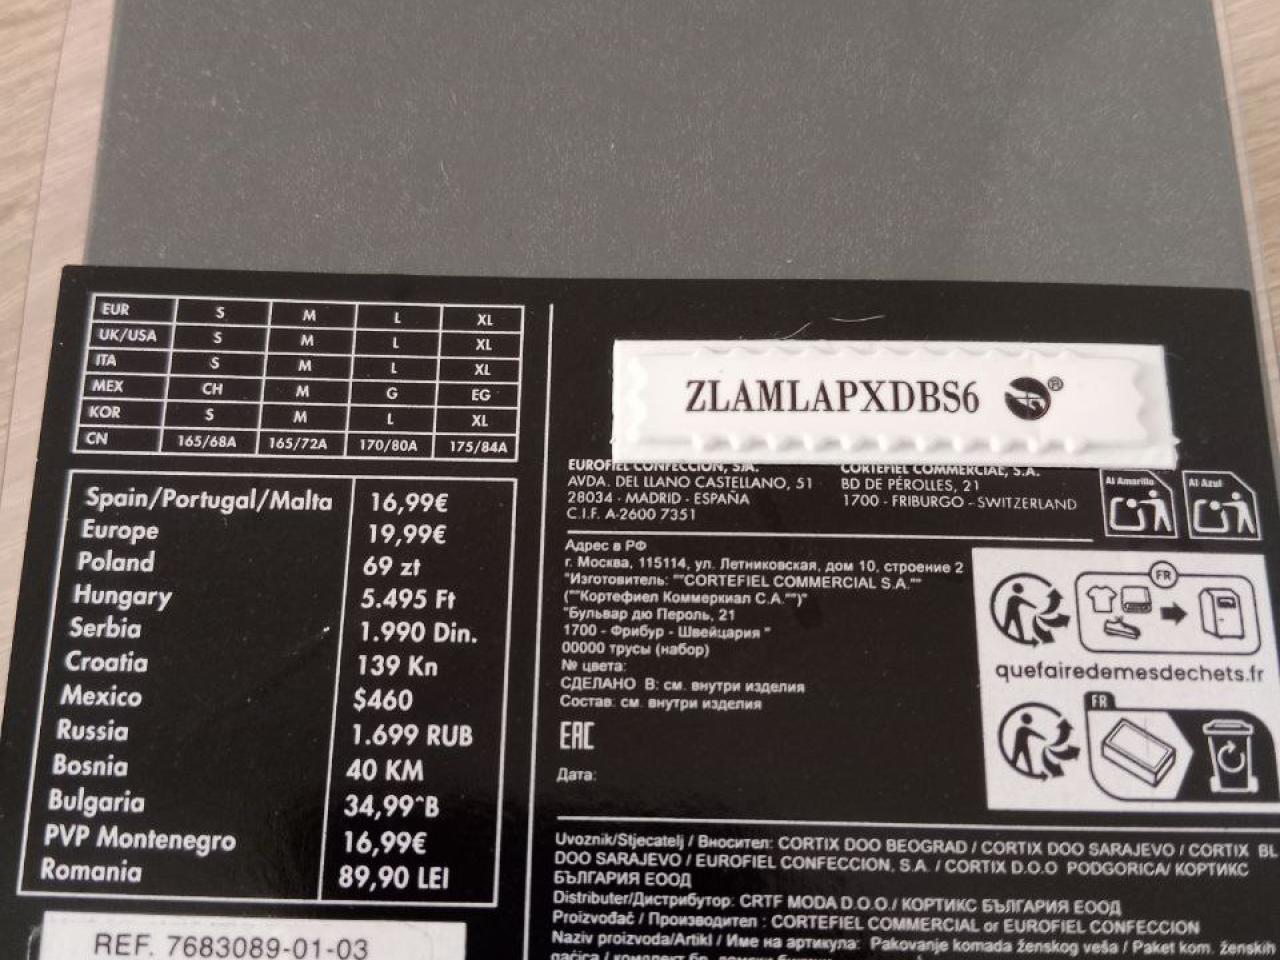 EUR S M L XL
UK/USA S M L XL
ITA S M L XL
MEX CH M G EG
KOR S M L XL
CN 165/68A 165/72A 170/80A 175/84A
Spain/Portugal/Malta 16,99€
Europe 19,99€
Poland 69 zt
Hungary 5.495 Ft
Serbia 1.990 Din.
Croatia 139 Kn
Mexico $460
Russia 1.699 RUB
Bosnia 40 KM
Bulgaria 34,99^B
PVP Montenegro 16,99€
Romania 89,90 LEI
REF. 7683089-01-03
ZLAMLAPXDBS6 ®
EUROFIEL CONFECCION, S.A.
AVDA. DEL LLANO CASTELLANO, 51
28034 - MADRID - ESPAÑA
C.I.F. A-2600 7351
CORTEFIEL COMMERCIAL, S.A.
BD DE PÉROLLES, 21
1700 - FRIBURGO - SWITZERLAND
Al Amarillo
Al Azul
Адрес в РФ
г. Москва, 115114, ул. Летниковская, дом 10, строение 2
"Изготовитель: ""CORTEFIEL COMMERCIAL S.A.""
(""Кортефиел Коммеркиал С.А."")"
"Бульвар дю Пероль, 21
1700 - Фрибур - Швейцария "
00000 трусы (набор)
№ цвета:
СДЕЛАНО В: см. внутри изделия
Состав: см. внутри изделия
EAC
Дата:
FR
quefairedemesdechets.fr
FR
Uvoznik/Stjecatelj / Вносител: CORTIX DOO BEOGRAD / CORTIX DOO SARAJEVO / CORTIX BL
DOO SARAJEVO / EUROFIEL CONFECCION, S.A. / CORTIX D.O.O PODGORICA/ КОРТИКС
БЪЛГАРИЯ ЕООД
Distributer/Дистрибутор: CRTF MODA D.O.O./ КОРТИКС БЪЛГАРИЯ ЕООД
Proizvođač / Производител : CORTEFIEL COMMERCIAL or EUROFIEL CONFECCION
Naziv proizvoda/Artikl / Име на артикула: Pakovanje komada ženskog veša / Paket kom. ženskih